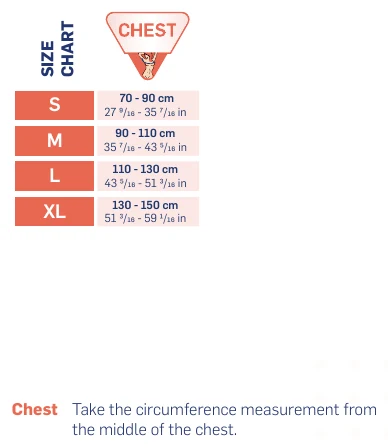 SIZE
CHART
CHEST
S
70 - 90 cm
27 ⁹/₁₆ - 35 ⁷/₁₆ in
M
90 - 110 cm
35 ⁷/₁₆ - 43 ⁵/₁₆ in
L
110 - 130 cm
43 ⁵/₁₆ - 51 ³/₁₆ in
XL
130 - 150 cm
51 ³/₁₆ - 59 ¹/₁₆ in
Chest Take the circumference measurement from
the middle of the chest.